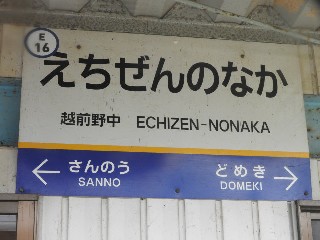 E
16
えちぜんのなか
越前野中 ECHIZEN-NONAKA
さんのう どめき
SANNO DOMEKI